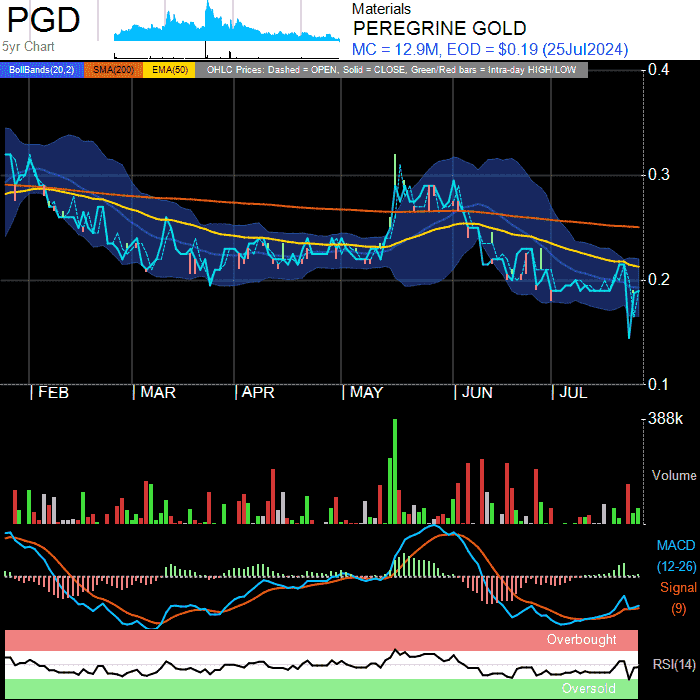 PGD
5yr Chart
Materials
PEREGRINE GOLD
MC = 12.9M, EOD = $0.19 (25Jul2024)
BollBands(20,2) SMA(200) EMA(50) OHLC Prices: Dashed = OPEN, Solid = CLOSE, Green/Red bars = Intra-day HIGH/LOW
0.4
0.3
0.2
0.1
| FEB | MAR | APR | MAY | JUN | JUL
388k
Volume
MACD
(12-26)
Signal
(9)
Overbought
RSI(14)
Oversold